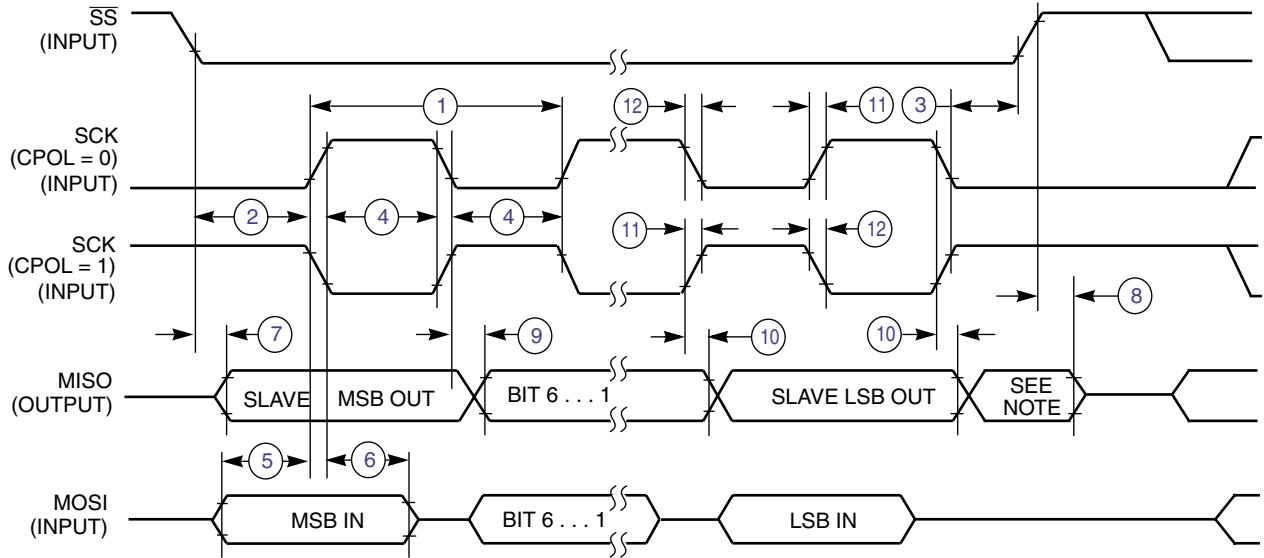 SS
(INPUT)
1
12
11
3
SCK
(CPOL = 0)
(INPUT)
2
4
4
11
12
SCK
(CPOL = 1)
(INPUT)
7
9
10
10
8
MISO
(OUTPUT)
SLAVE MSB OUT
BIT 6 . . . 1
SLAVE LSB OUT
SEE
NOTE
5
6
MOSI
(INPUT)
MSB IN
BIT 6 . . . 1
LSB IN